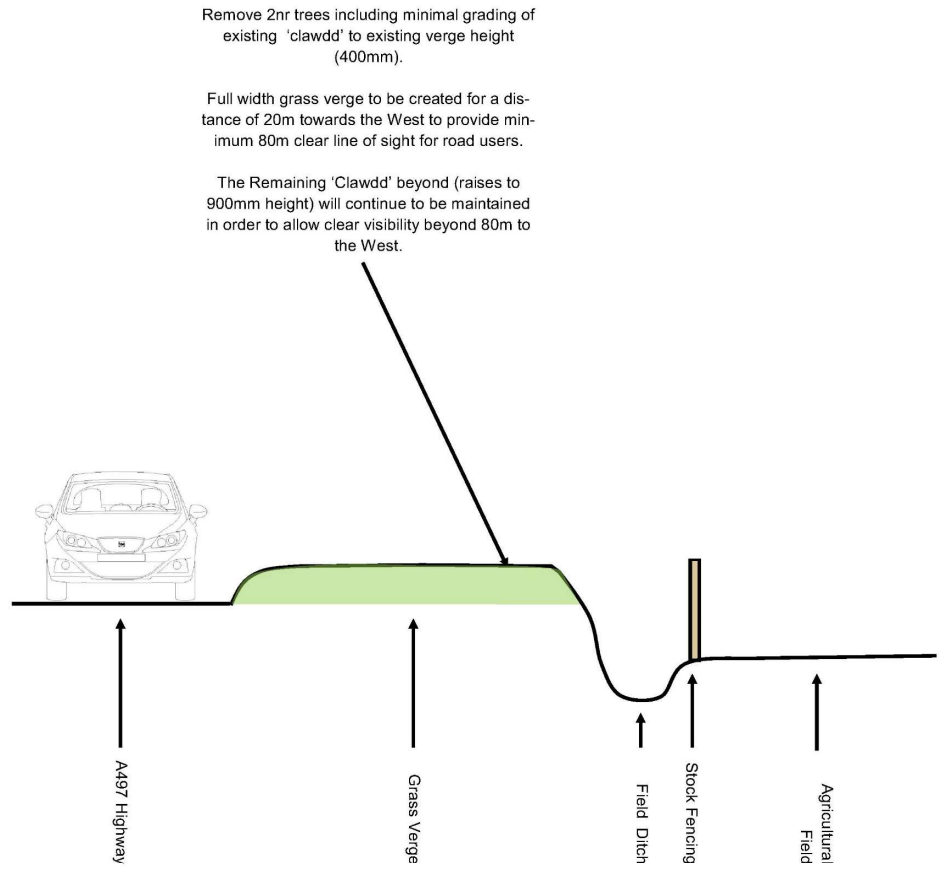 Remove 2nr trees including minimal grading of
existing ‘clawdd’ to existing verge height
(400mm).
Full width grass verge to be created for a dis-
tance of 20m towards the West to provide min-
imum 80m clear line of sight for road users.
The Remaining ‘Clawdd’ beyond (raises to
900mm height) will continue to be maintained
in order to allow clear visibility beyond 80m to
the West.
A497 Highway
Grass Verge
Field Ditch
Stock Fencing
Agricultural
Field